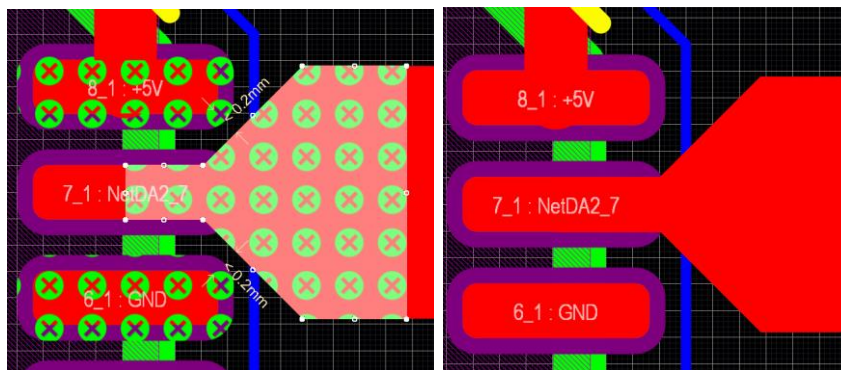 8_1 : +5V
< 0.2mm
7_1 : NetDA2_7
< 0.2mm
6_1 : GND
8_1 : +5V
7_1 : NetDA2_7
6_1 : GND